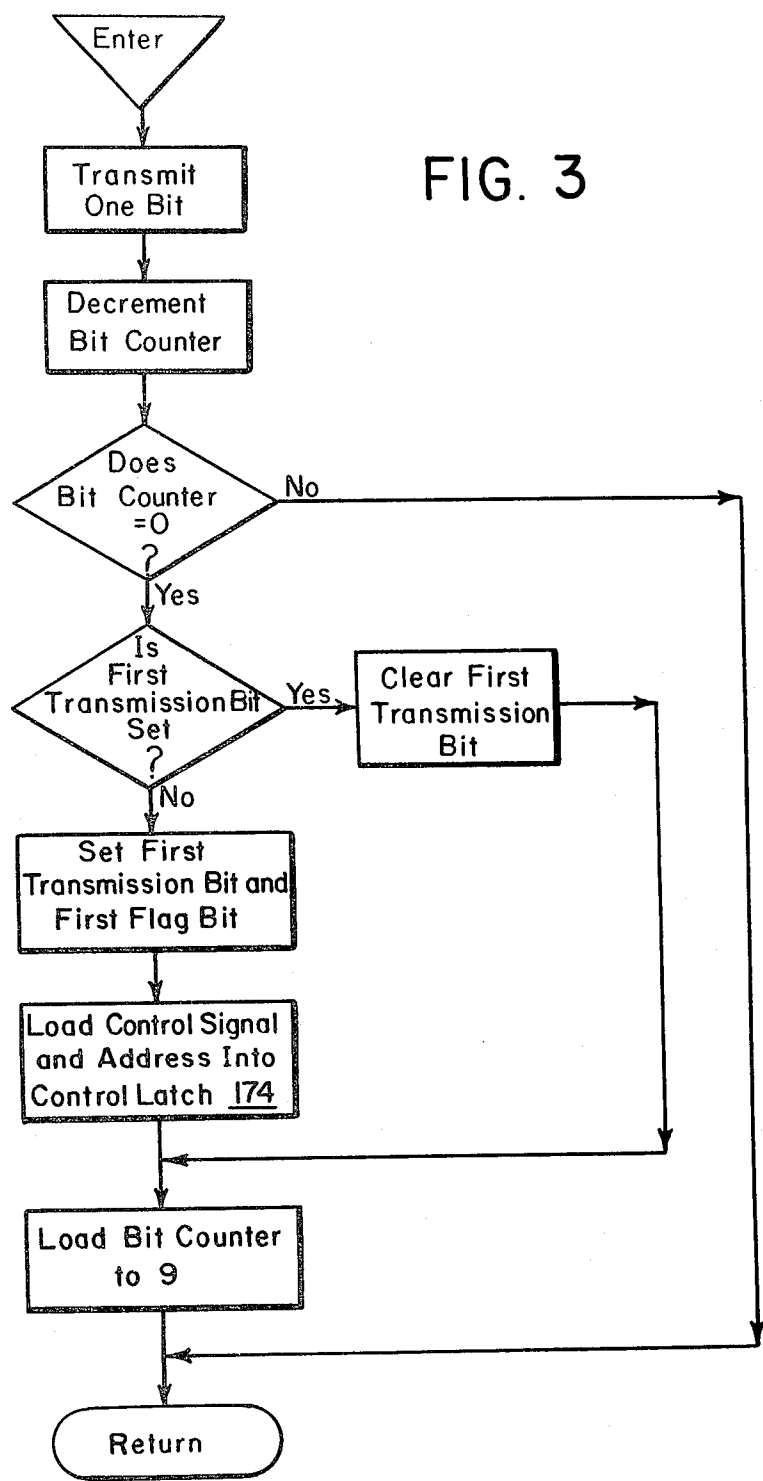 Enter
FIG. 3
Transmit
One Bit
Decrement
Bit Counter
Does
Bit Counter
=0
?
No
Yes
Is
First
Transmission Bit
Set
?
Yes
Clear First
Transmission
Bit
No
Set First
Transmission Bit and
First Flag Bit
Load Control Signal
and Address Into
Control Latch 174
Load Bit Counter
to 9
Return